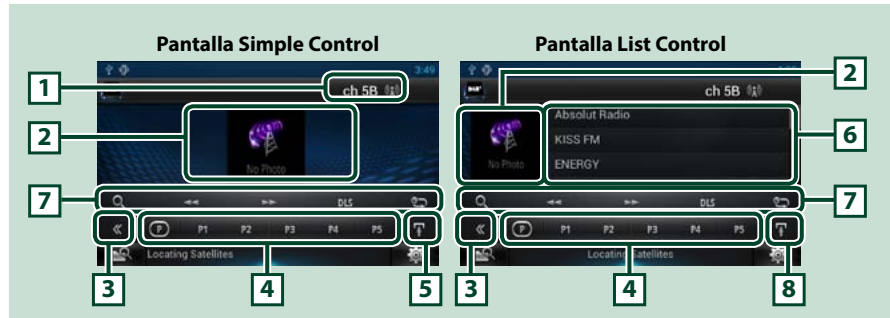 Pantalla Simple Control
Pantalla List Control
1
2
7
3
4
5
3:49
ch 5B
No Photo
DLS
P P1 P2 P3 P4 P5
Locating Satellites
2
6
7
3
4
8
ch 5B
Absolut Radio
KISS FM
ENERGY
No Photo
DLS
P P1 P2 P3 P4 P5
Locating Satellites